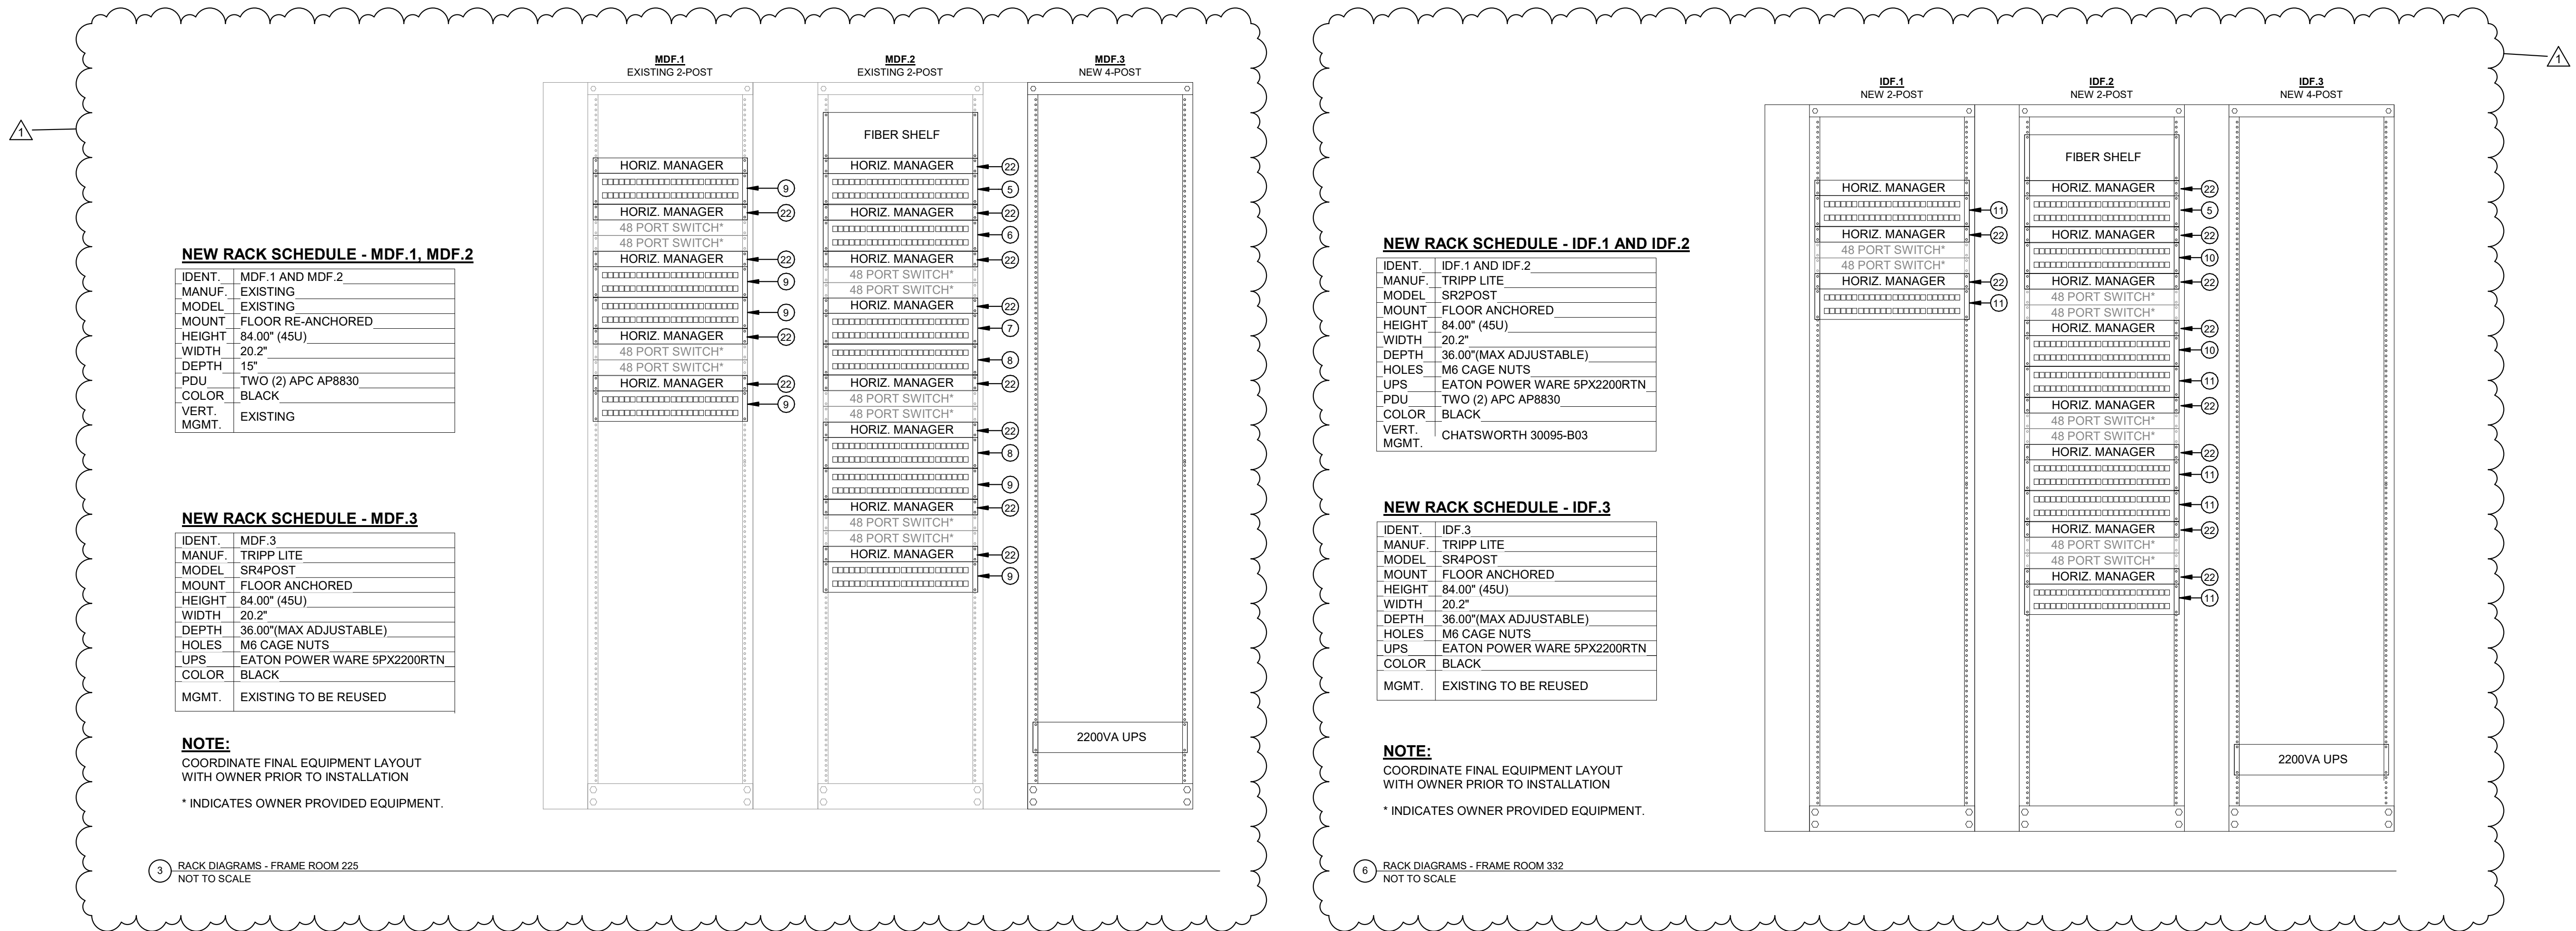 1
NEW RACK SCHEDULE - MDF.1, MDF.2
IDENT. MDF.1 AND MDF.2
MANUF. EXISTING
MODEL EXISTING
MOUNT FLOOR RE-ANCHORED
HEIGHT 84.00" (45U)
WIDTH 20.2"
DEPTH 15"
PDU TWO (2) APC AP8830
COLOR BLACK
VERT. MGMT. EXISTING
NEW RACK SCHEDULE - MDF.3
IDENT. MDF.3
MANUF. TRIPP LITE
MODEL SR4POST
MOUNT FLOOR ANCHORED
HEIGHT 84.00" (45U)
WIDTH 20.2"
DEPTH 36.00"(MAX ADJUSTABLE)
HOLES M6 CAGE NUTS
UPS EATON POWER WARE 5PX2200RTN
COLOR BLACK
MGMT. EXISTING TO BE REUSED
NOTE:
COORDINATE FINAL EQUIPMENT LAYOUT
WITH OWNER PRIOR TO INSTALLATION
* INDICATES OWNER PROVIDED EQUIPMENT.
MDF.1
EXISTING 2-POST
HORIZ. MANAGER
9
HORIZ. MANAGER 22
48 PORT SWITCH*
48 PORT SWITCH*
HORIZ. MANAGER 22
9
9
HORIZ. MANAGER 22
48 PORT SWITCH*
48 PORT SWITCH*
HORIZ. MANAGER 22
9
MDF.2
EXISTING 2-POST
FIBER SHELF
HORIZ. MANAGER 22
5
HORIZ. MANAGER 22
6
HORIZ. MANAGER 22
48 PORT SWITCH*
48 PORT SWITCH*
HORIZ. MANAGER 22
7
8
HORIZ. MANAGER 22
48 PORT SWITCH*
48 PORT SWITCH*
HORIZ. MANAGER 22
8
9
HORIZ. MANAGER 22
48 PORT SWITCH*
48 PORT SWITCH*
HORIZ. MANAGER 22
9
MDF.3
NEW 4-POST
2200VA UPS
3 RACK DIAGRAMS - FRAME ROOM 225
NOT TO SCALE
1
NEW RACK SCHEDULE - IDF.1 AND IDF.2
IDENT. IDF.1 AND IDF.2
MANUF. TRIPP LITE
MODEL SR2POST
MOUNT FLOOR ANCHORED
HEIGHT 84.00" (45U)
WIDTH 20.2"
DEPTH 36.00"(MAX ADJUSTABLE)
HOLES M6 CAGE NUTS
UPS EATON POWER WARE 5PX2200RTN
PDU TWO (2) APC AP8830
COLOR BLACK
VERT. MGMT. CHATSWORTH 30095-B03
NEW RACK SCHEDULE - IDF.3
IDENT. IDF.3
MANUF. TRIPP LITE
MODEL SR4POST
MOUNT FLOOR ANCHORED
HEIGHT 84.00" (45U)
WIDTH 20.2"
DEPTH 36.00"(MAX ADJUSTABLE)
HOLES M6 CAGE NUTS
UPS EATON POWER WARE 5PX2200RTN
COLOR BLACK
MGMT. EXISTING TO BE REUSED
NOTE:
COORDINATE FINAL EQUIPMENT LAYOUT
WITH OWNER PRIOR TO INSTALLATION
* INDICATES OWNER PROVIDED EQUIPMENT.
IDF.1
NEW 2-POST
HORIZ. MANAGER
11
HORIZ. MANAGER 22
48 PORT SWITCH*
48 PORT SWITCH*
HORIZ. MANAGER 22
11
IDF.2
NEW 2-POST
FIBER SHELF
HORIZ. MANAGER 22
5
HORIZ. MANAGER 22
10
HORIZ. MANAGER 22
48 PORT SWITCH*
48 PORT SWITCH*
HORIZ. MANAGER 22
10
11
HORIZ. MANAGER 22
48 PORT SWITCH*
48 PORT SWITCH*
HORIZ. MANAGER 22
11
11
HORIZ. MANAGER 22
48 PORT SWITCH*
48 PORT SWITCH*
HORIZ. MANAGER 22
11
IDF.3
NEW 4-POST
2200VA UPS
6 RACK DIAGRAMS - FRAME ROOM 332
NOT TO SCALE